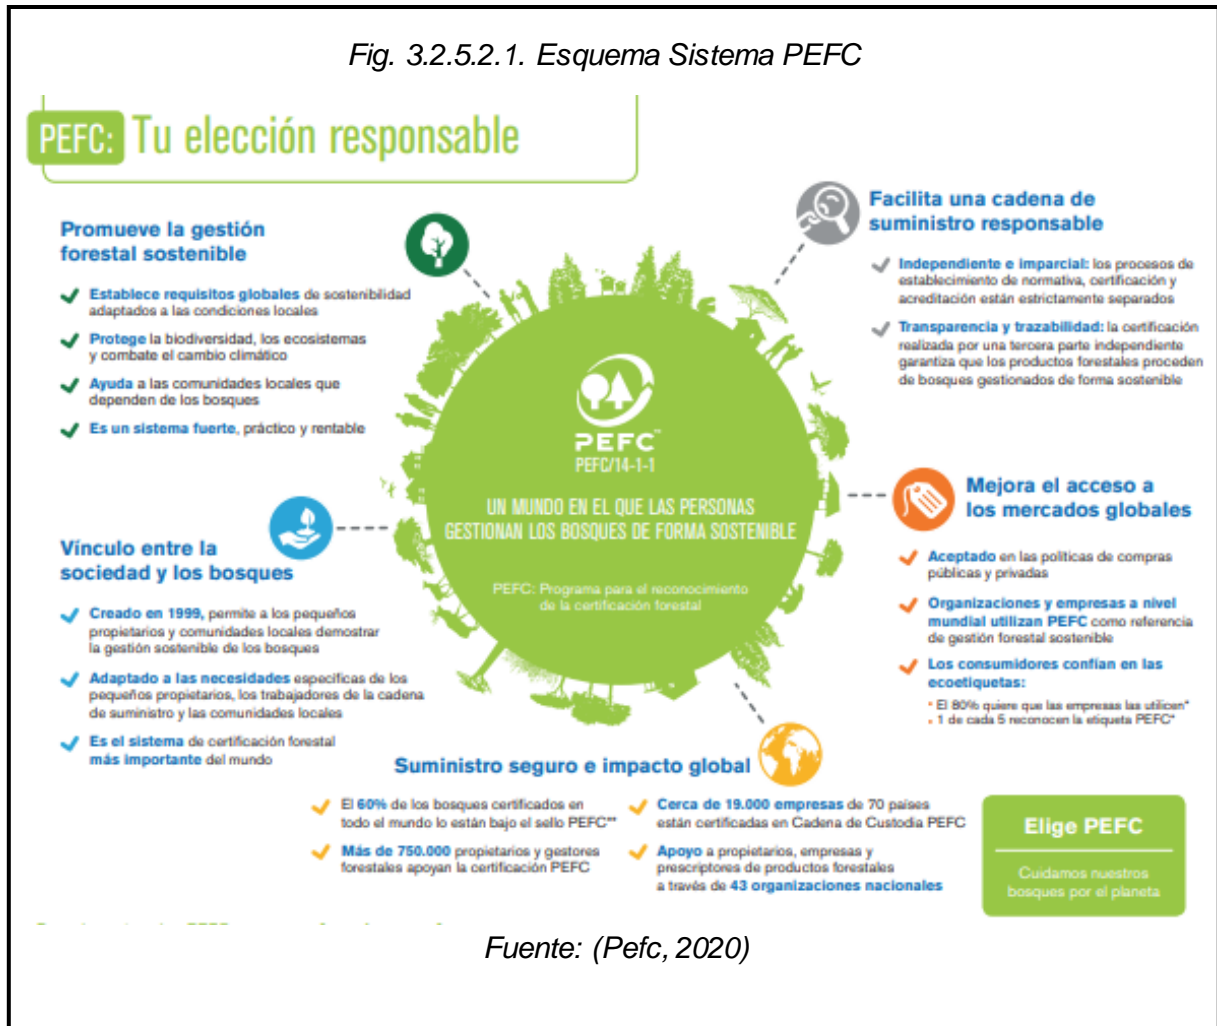 Fig. 3.2.5.2.1. Esquema Sistema PEFC
PEFC: Tu elección responsable
Promueve la gestión
forestal sostenible
Establece requisitos globales de sostenibilidad
adaptados a las condiciones locales
Protege la biodiversidad, los ecosistemas
y combate el cambio climático
Ayuda a las comunidades locales que
dependen de los bosques
Es un sistema fuerte, práctico y rentable
Facilita una cadena de
suministro responsable
Independiente e imparcial: los procesos de
establecimiento de normativa, certificación y
acreditación están estrictamente separados
Transparencia y trazabilidad: la certificación
realizada por una tercera parte independiente
garantiza que los productos forestales proceden
de bosques gestionados de forma sostenible
PEFC™
PEFC/14-1-1
UN MUNDO EN EL QUE LAS PERSONAS
GESTIONAN LOS BOSQUES DE FORMA SOSTENIBLE
PEFC: Programa para el reconocimiento
de la certificación forestal
Vínculo entre la
sociedad y los bosques
Creado en 1999, permite a los pequeños
propietarios y comunidades locales demostrar
la gestión sostenible de los bosques
Adaptado a las necesidades específicas de los
pequeños propietarios, los trabajadores de la cadena
de suministro y las comunidades locales
Es el sistema de certificación forestal
más importante del mundo
Mejora el acceso a
los mercados globales
Aceptado en las políticas de compras
públicas y privadas
Organizaciones y empresas a nivel
mundial utilizan PEFC como referencia
de gestión forestal sostenible
Los consumidores confían en las
ecoetiquetas:
• El 80% quiere que las empresas las utilicen*
• 1 de cada 5 reconocen la etiqueta PEFC*
Suministro seguro e impacto global
El 60% de los bosques certificados en
todo el mundo lo están bajo el sello PEFC**
Más de 750.000 propietarios y gestores
forestales apoyan la certificación PEFC
Cerca de 19.000 empresas de 70 países
están certificadas en Cadena de Custodia PEFC
Apoyo a propietarios, empresas y
prescriptores de productos forestales
a través de 43 organizaciones nacionales
Elige PEFC
Cuidamos nuestros
bosques por el planeta
Fuente: (Pefc, 2020)